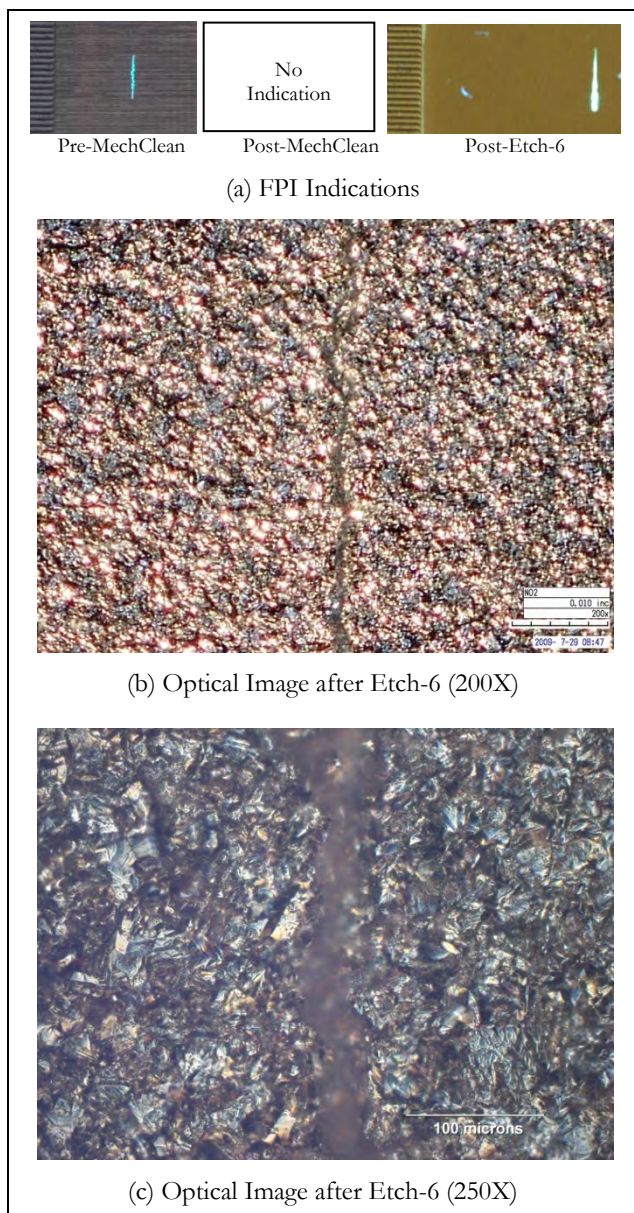 No
Indication
Pre-MechClean
Post-MechClean
Post-Etch-6
(a) FPI Indications
NO2
0.010 inc
200x
2009- 7-29 08:47
(b) Optical Image after Etch-6 (200X)
100 microns
(c) Optical Image after Etch-6 (250X)